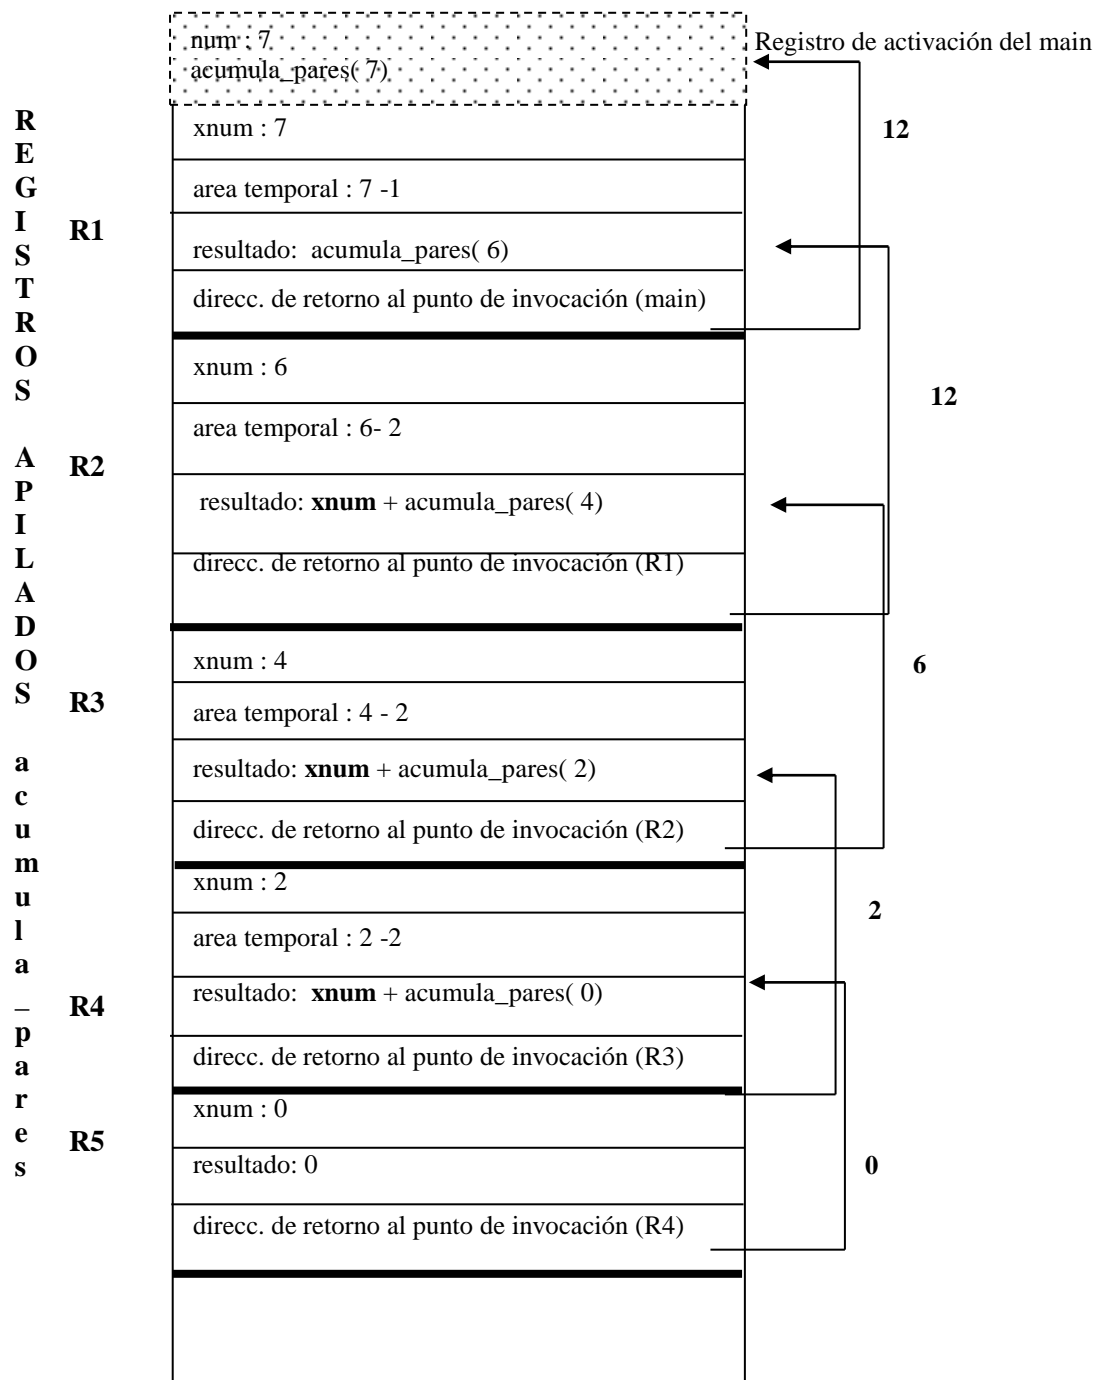 num : 7
acumula_pares( 7)
Registro de activación del main
REGISTROS APILADOS acumula_pares
R1
xnum : 7
area temporal : 7 -1
resultado: acumula_pares( 6)
direcc. de retorno al punto de invocación (main)
12
R2
xnum : 6
area temporal : 6- 2
resultado: xnum + acumula_pares( 4)
direcc. de retorno al punto de invocación (R1)
12
R3
xnum : 4
area temporal : 4 - 2
resultado: xnum + acumula_pares( 2)
direcc. de retorno al punto de invocación (R2)
6
R4
xnum : 2
area temporal : 2 -2
resultado: xnum + acumula_pares( 0)
direcc. de retorno al punto de invocación (R3)
2
R5
xnum : 0
resultado: 0
direcc. de retorno al punto de invocación (R4)
0